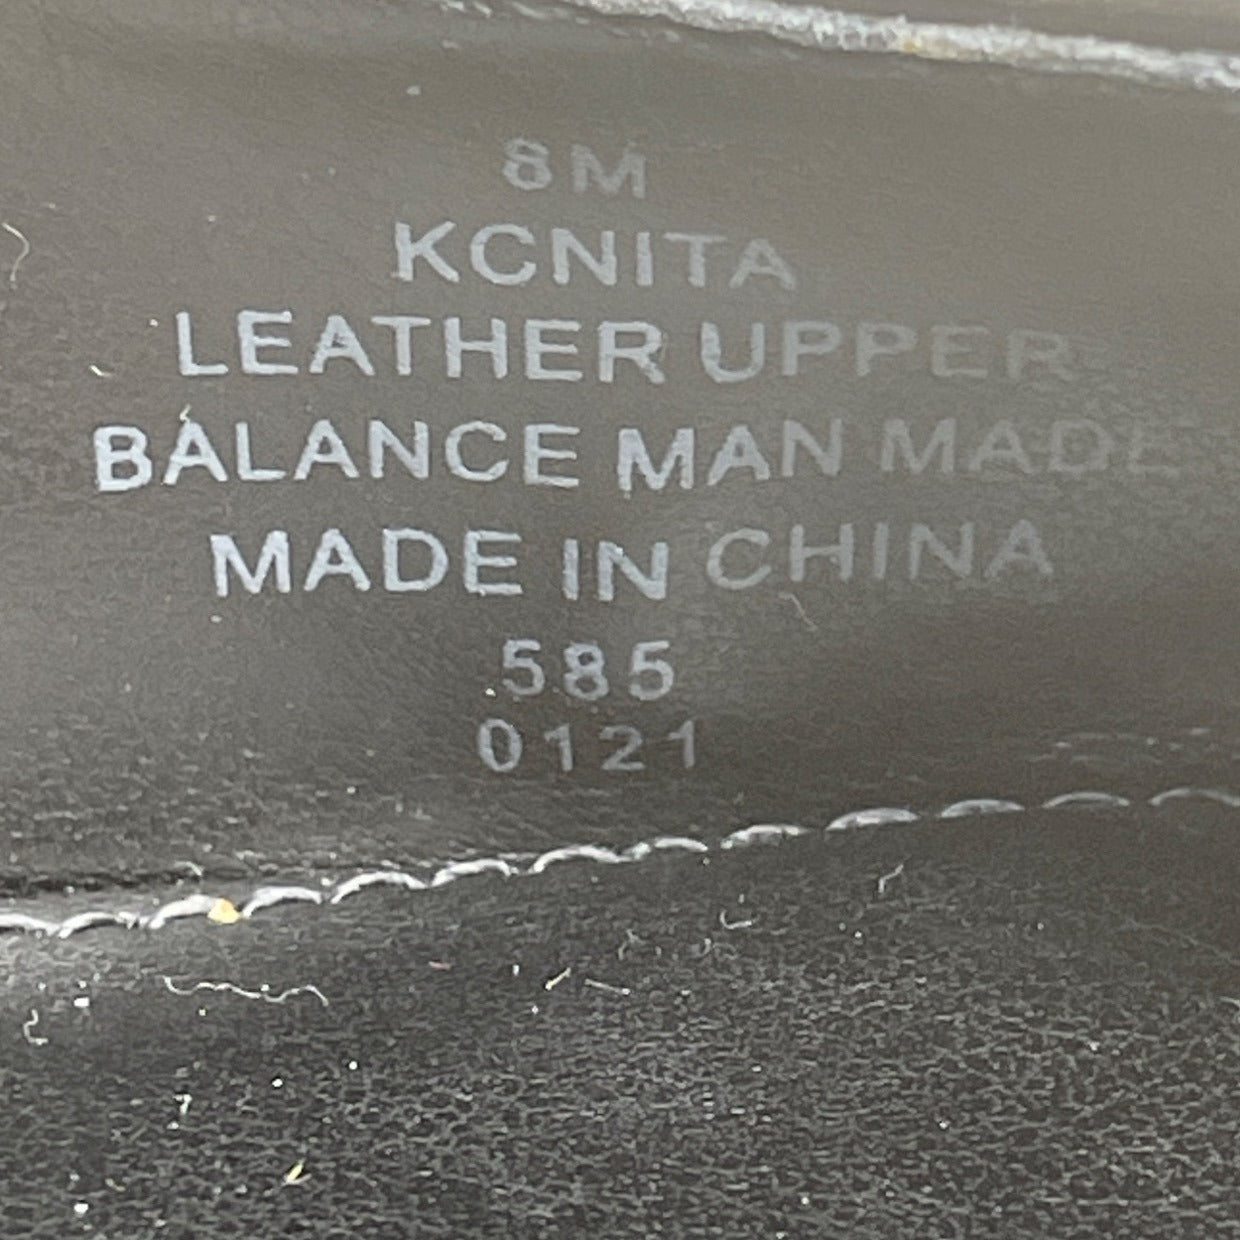 8M
KCNITA
LEATHER UPPER
BALANCE MAN MADE
MADE IN CHINA
585
0121